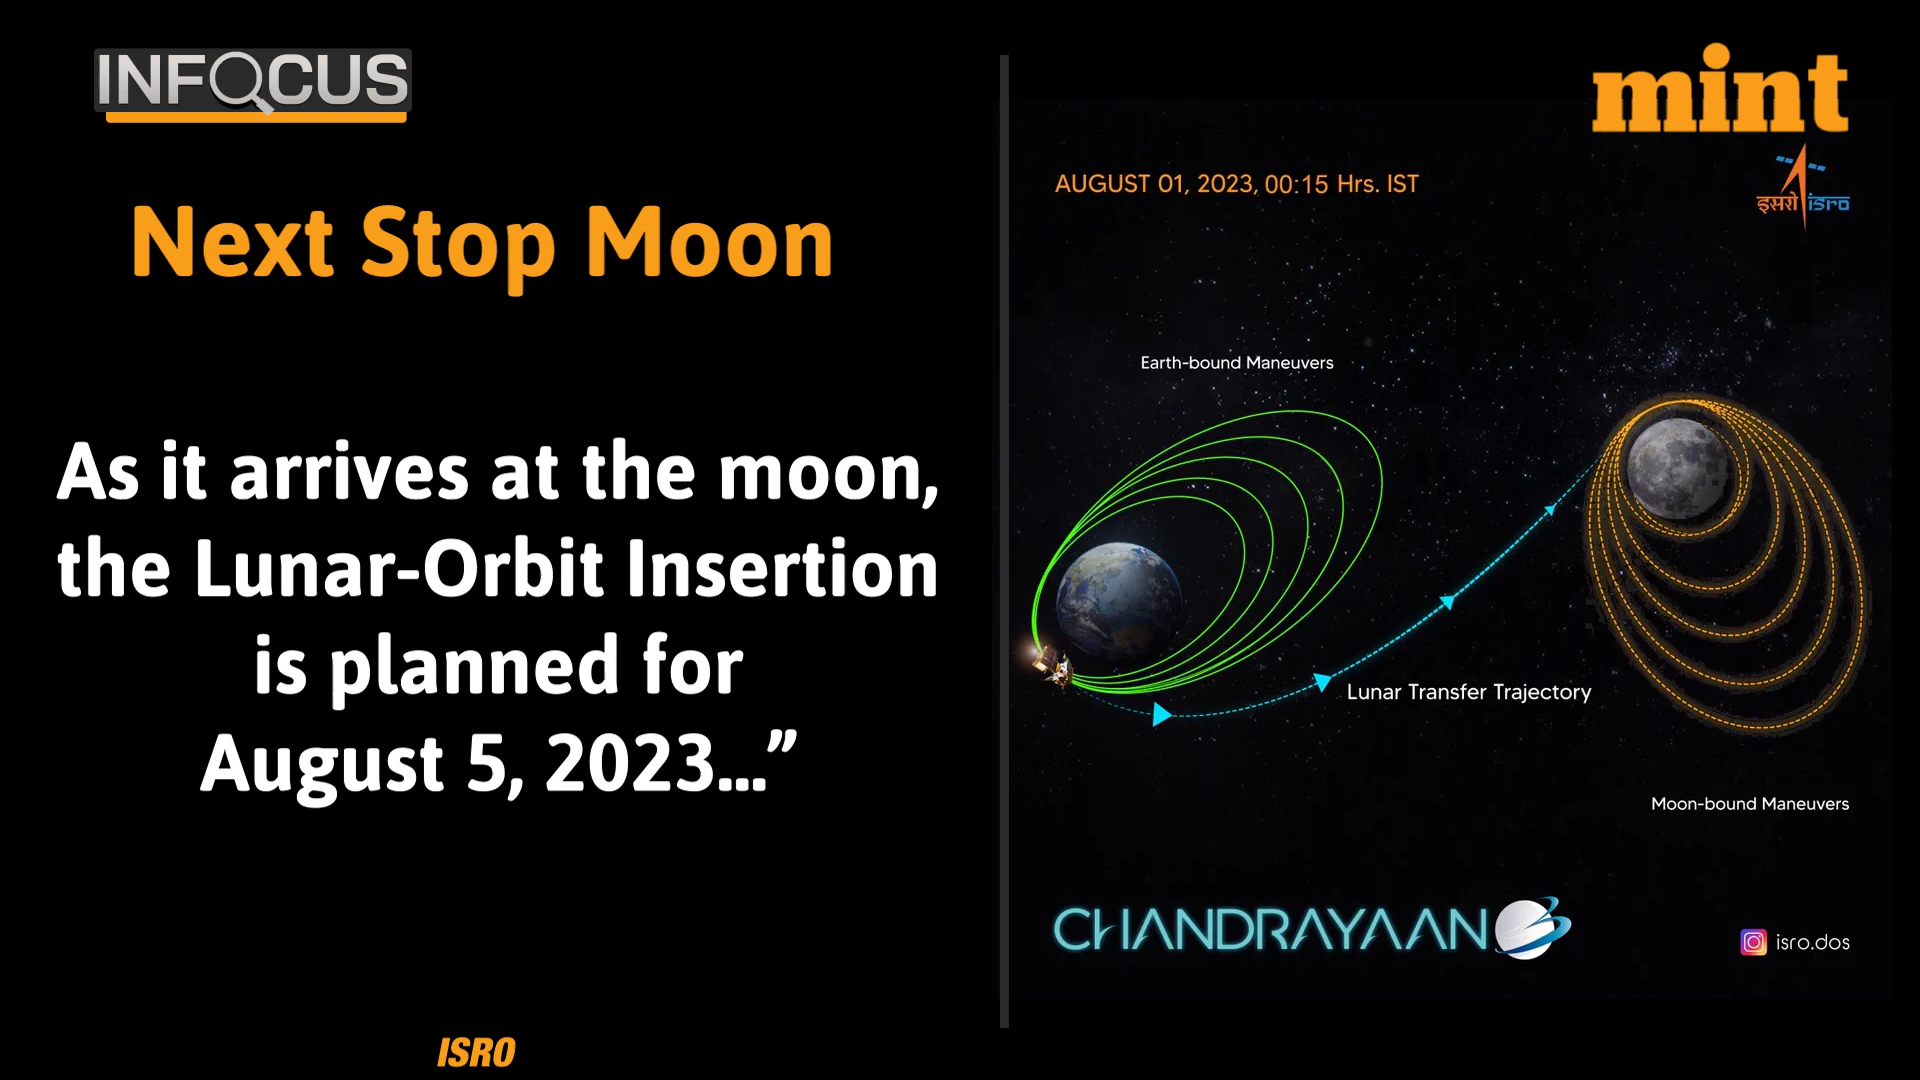 INFOCUS
Next Stop Moon
As it arrives at the moon,
the Lunar-Orbit Insertion
is planned for
August 5, 2023...”
ISRO
mint
इसरो isro
AUGUST 01, 2023, 00:15 Hrs. IST
Earth-bound Maneuvers
Lunar Transfer Trajectory
Moon-bound Maneuvers
CHANDRAYAAN 3
isro.dos